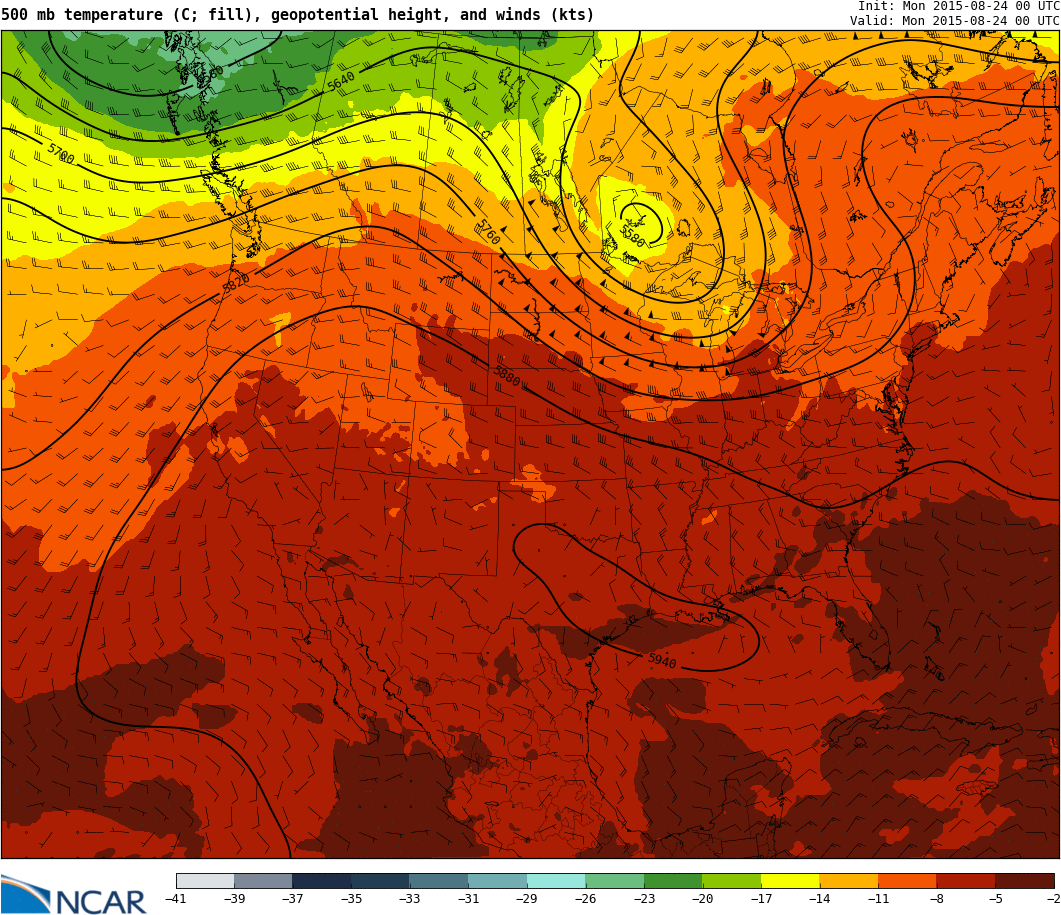 500 mb temperature (C; fill), geopotential height, and winds (kts)
Init: Mon 2015-08-24 00 UTC
Valid: Mon 2015-08-24 00 UTC
5640
5700
5760
5580
5820
5880
5940
NCAR
−41 −39 −37 −35 −33 −31 −29 −26 −23 −20 −17 −14 −11 −8 −5 −2